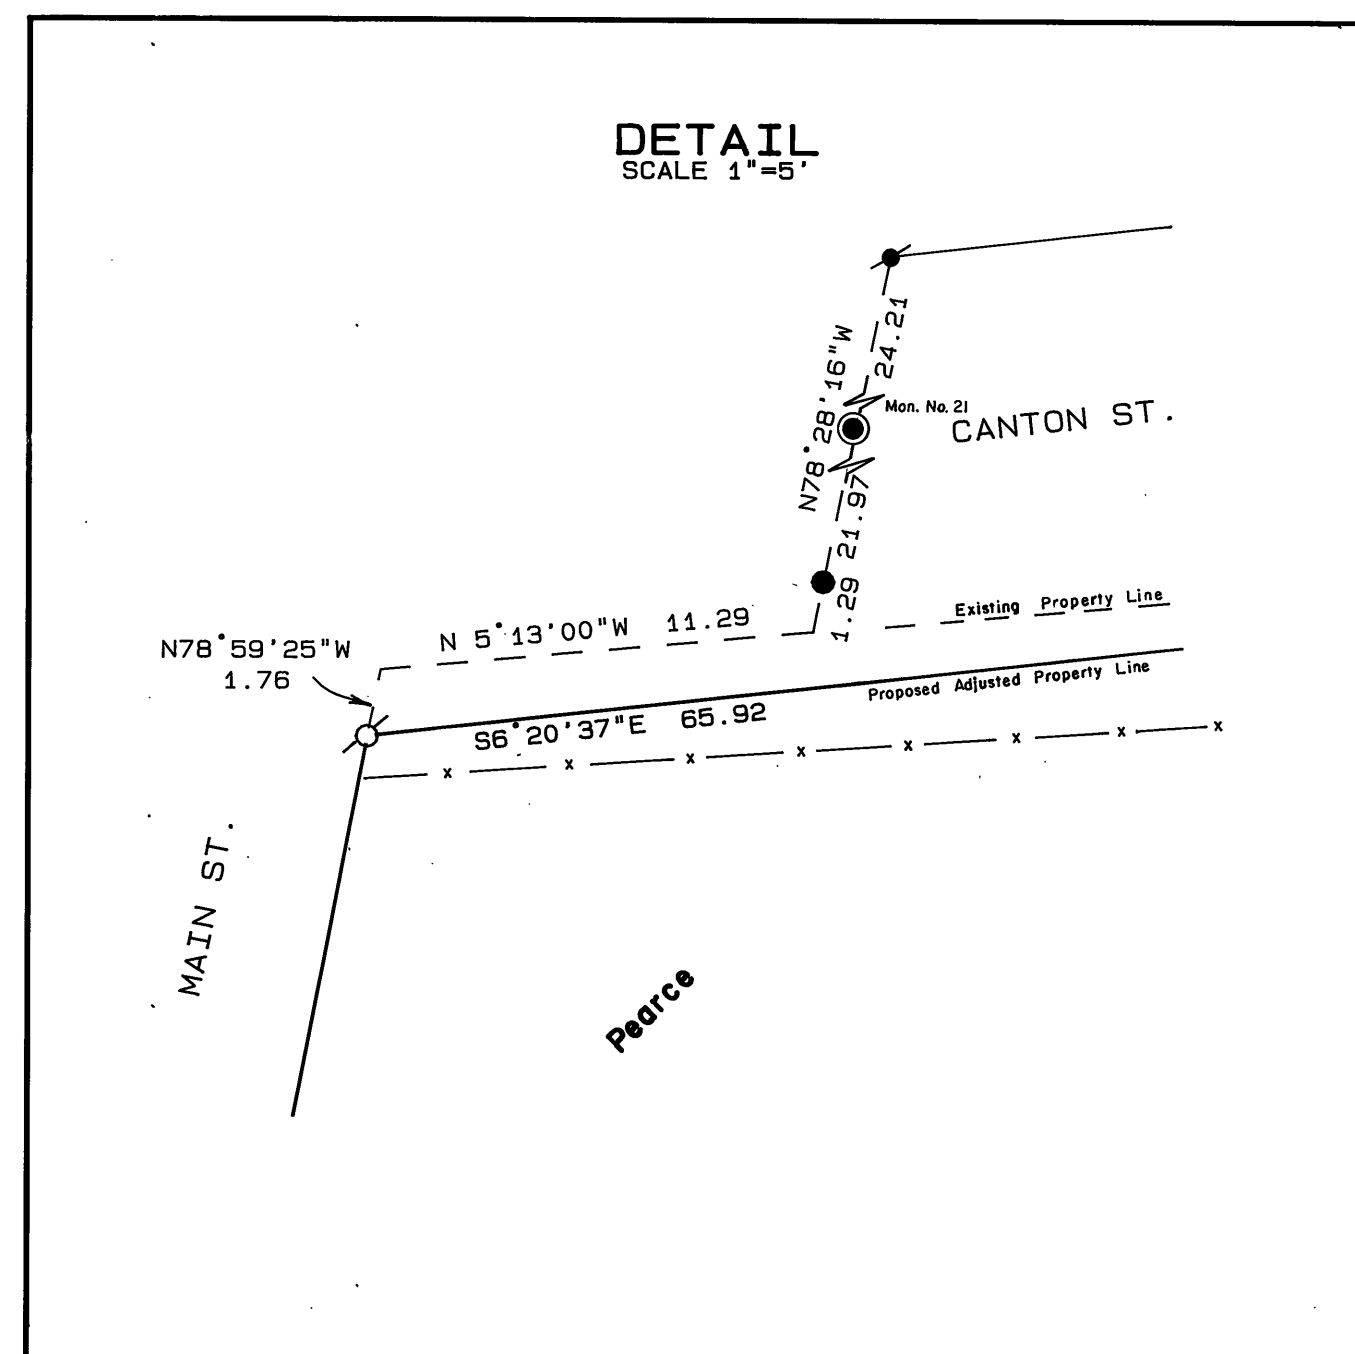 DETAIL
SCALE 1"=5'
24.21
N78°28'16"W
Mon. No. 21
CANTON ST.
21.97
1.29
Existing Property Line
N 5°13'00"W 11.29
N78°59'25"W
1.76
Proposed Adjusted Property Line
S6°20'37"E 65.92
x x x x x x x x
MAIN ST.
Pearce